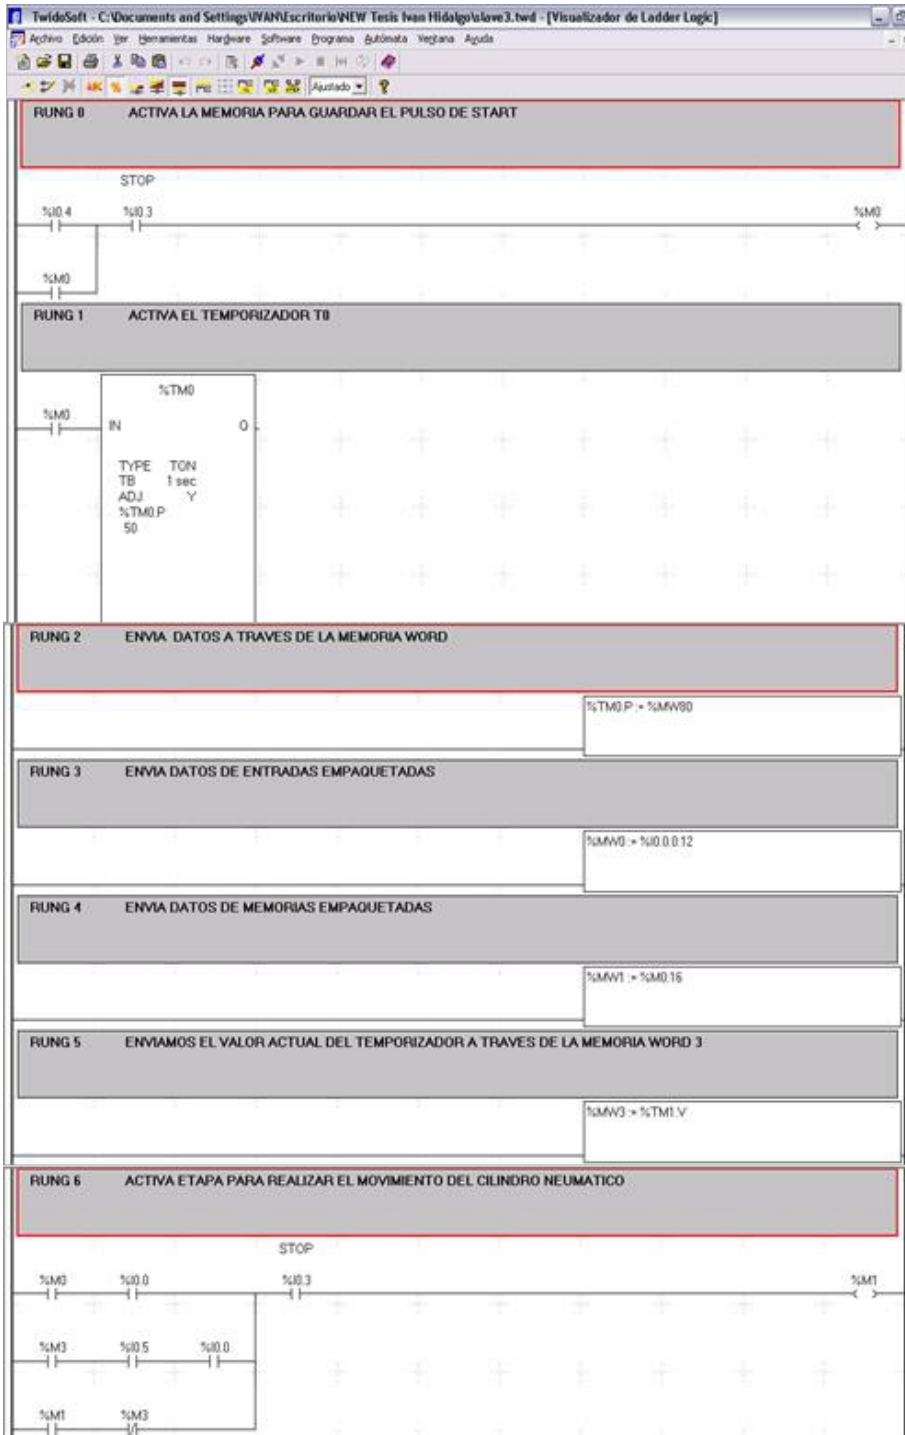 TwidoSoft - C:\Documents and Settings\IVAN\Escritorio\NEW Tesis Ivan Hidalgo\slave3.twd - [Visualizador de Ladder Logic]
Archivo Edición Ver Herramientas Hardware Software Programa Autómata Ventana Ayuda
Ajustado
RUNG 0 ACTIVA LA MEMORIA PARA GUARDAR EL PULSO DE START
STOP
%I0.4 %I0.3 %M0
%M0
RUNG 1 ACTIVA EL TEMPORIZADOR T0
%TM0
%M0
IN Q
TYPE TON
TB 1 sec
ADJ Y
%TM0.P
50
RUNG 2 ENVIA DATOS A TRAVES DE LA MEMORIA WORD
%TM0.P := %MW80
RUNG 3 ENVIA DATOS DE ENTRADAS EMPAQUETADAS
%MW0 := %I0.0.0:12
RUNG 4 ENVIA DATOS DE MEMORIAS EMPAQUETADAS
%MW1 := %M0:16
RUNG 5 ENVIAMOS EL VALOR ACTUAL DEL TEMPORIZADOR A TRAVES DE LA MEMORIA WORD 3
%MW3 := %TM1.V
RUNG 6 ACTIVA ETAPA PARA REALIZAR EL MOVIMIENTO DEL CILINDRO NEUMATICO
STOP
%M0 %I0.0 %I0.3 %M1
%M3 %I0.5 %I0.0
%M1 %M3